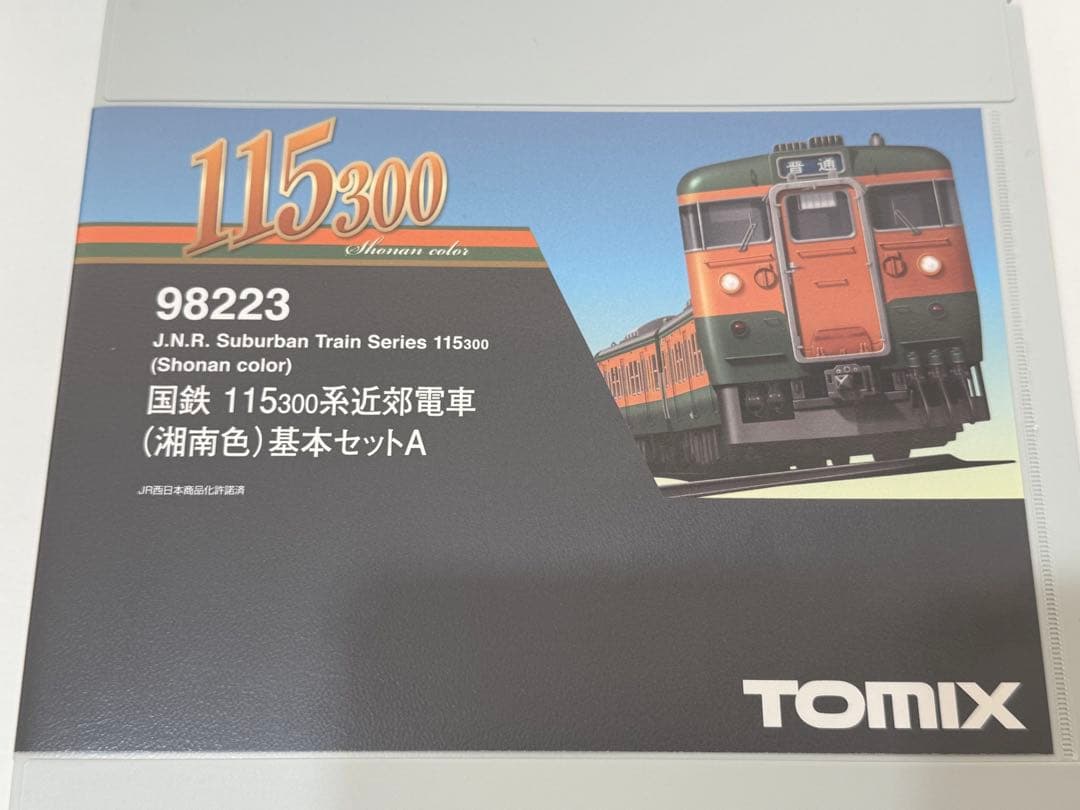 115300
Shonan color
普通
98223
J.N.R. Suburban Train Series 115300
(Shonan color)
国鉄 115300系近郊電車
(湘南色)基本セットA
JR西日本商品化許諾済
TOMIX